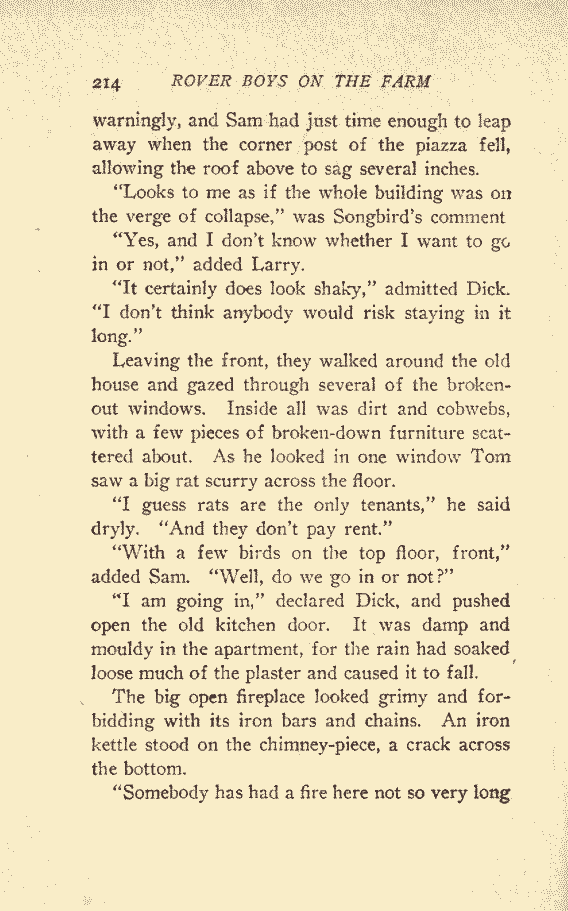 214 ROVER BOYS ON THE FARM
warningly, and Sam had just time enough to leap
away when the corner post of the piazza fell,
allowing the roof above to sag several inches.
“Looks to me as if the whole building was on
the verge of collapse,” was Songbird’s comment
“Yes, and I don’t know whether I want to go
in or not,” added Larry.
“It certainly does look shaky,” admitted Dick.
“I don’t think anybody would risk staying in it
long.”
Leaving the front, they walked around the old
house and gazed through several of the broken-
out windows. Inside all was dirt and cobwebs,
with a few pieces of broken-down furniture scat-
tered about. As he looked in one window Tom
saw a big rat scurry across the floor.
“I guess rats are the only tenants,” he said
dryly. “And they don’t pay rent.”
“With a few birds on the top floor, front,”
added Sam. “Well, do we go in or not?”
“I am going in,” declared Dick, and pushed
open the old kitchen door. It was damp and
mouldy in the apartment, for the rain had soaked
loose much of the plaster and caused it to fall.
The big open fireplace looked grimy and for-
bidding with its iron bars and chains. An iron
kettle stood on the chimney-piece, a crack across
the bottom.
“Somebody has had a fire here not so very long